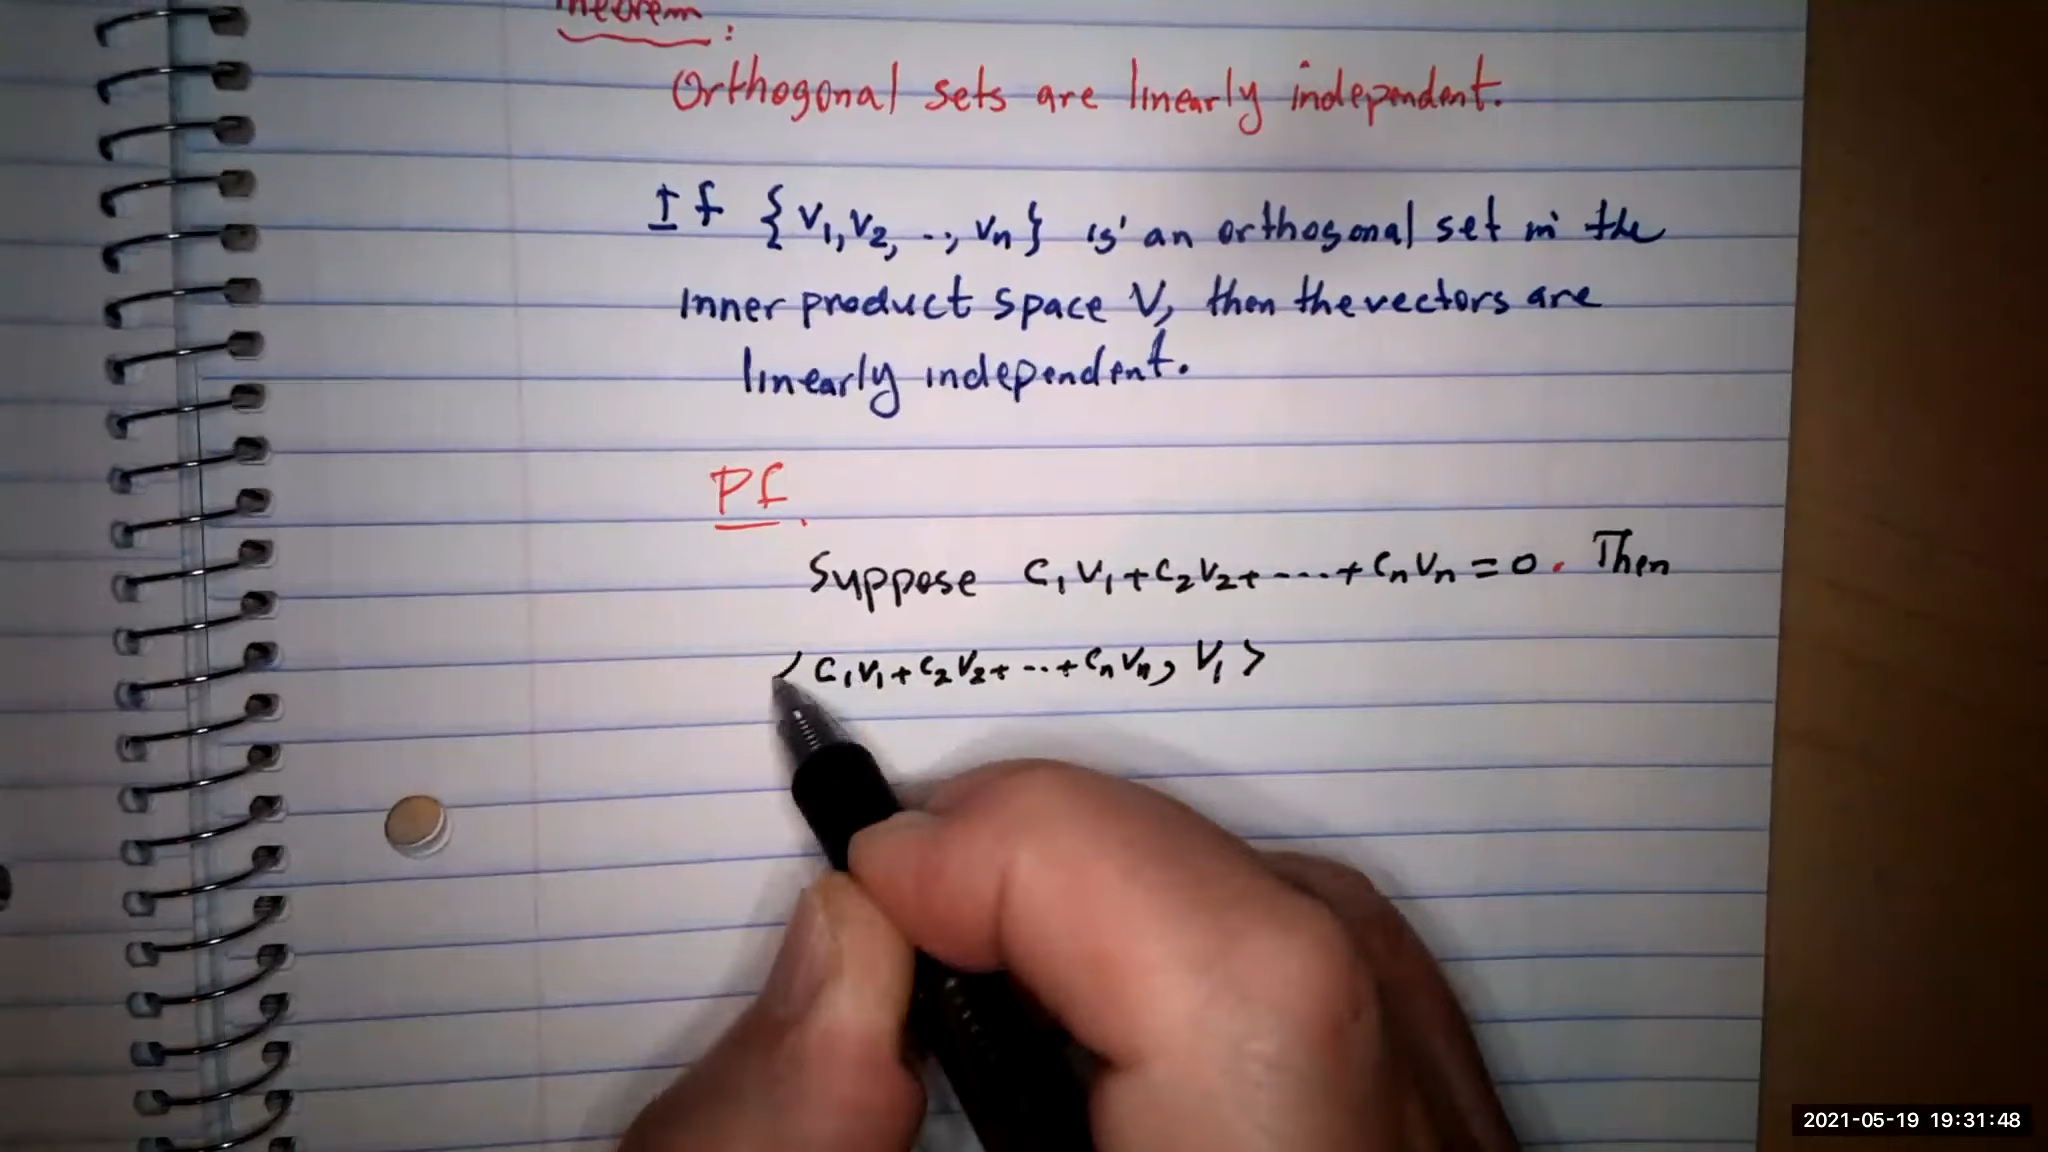 Theorem:
Orthogonal sets are linearly independent.
If {v₁, v₂, .., vₙ} is an orthogonal set in the
inner product space V, then the vectors are
linearly independent.
Pf.
Suppose c₁v₁+c₂v₂+----+cₙvₙ=0. Then
<c₁v₁+c₂v₂+--.+cₙvₙ, v₁>
2021-05-19 19:31:48